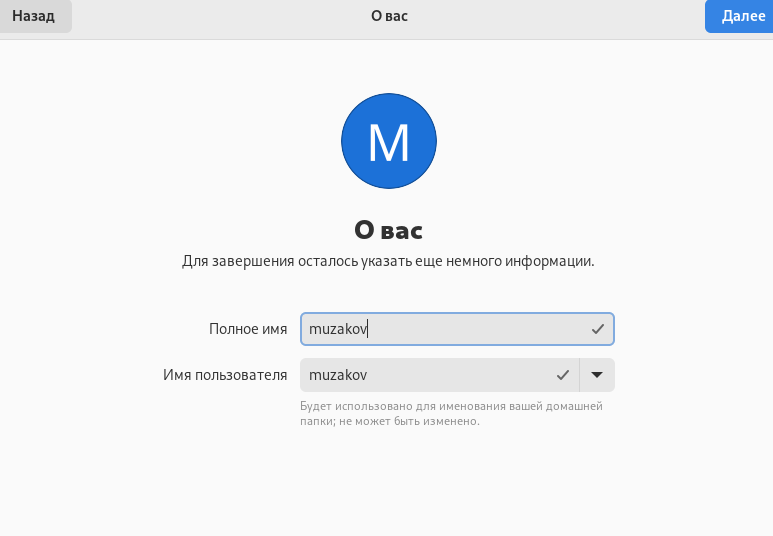 Назад
О вас
Далее
M
О вас
Для завершения осталось указать еще немного информации.
Полное имя
muzakov
Имя пользователя
muzakov
Будет использовано для именования вашей домашней
папки; не может быть изменено.